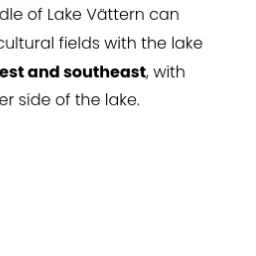 dle of Lake Vättern can
cultural fields with the lake
est and southeast, with
er side of the lake.